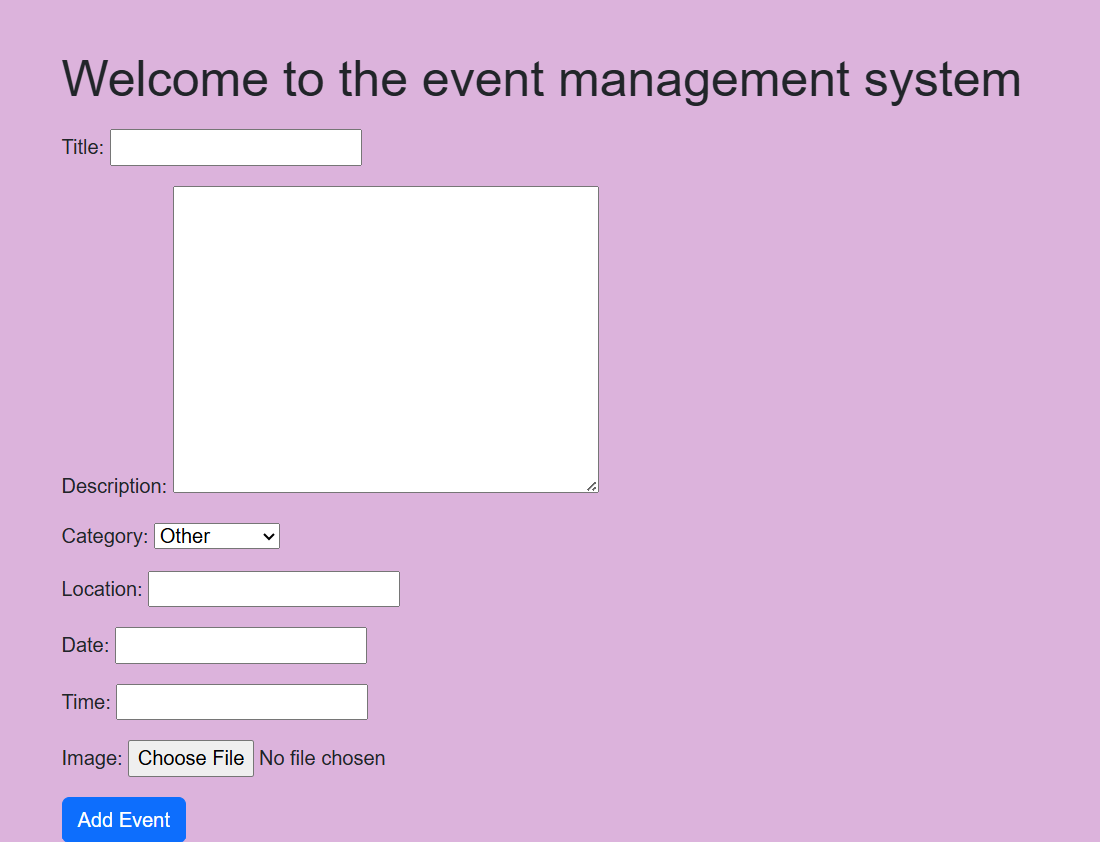 Welcome to the event management system
Title:
Description:
Category: Other
Location:
Date:
Time:
Image: Choose File No file chosen
Add Event